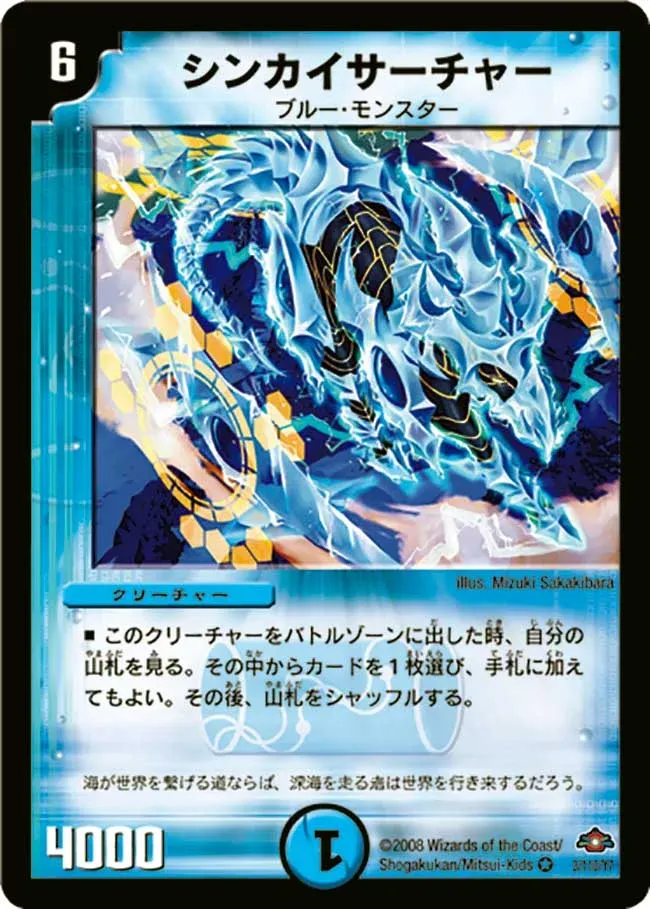 6
シンカイサーチャー
ブルー・モンスター
illus. Mizuki Sakakibara
クリーチャー
■ このクリーチャーをバトルゾーンに出した時、自分の
山札を見る。その中からカードを1枚選び、手札に加え
てもよい。その後、山札をシャッフルする。
海が世界を繋げる道ならば、深海を走る者は世界を行き来するだろう。
4000
1
©2008 Wizards of the Coast/
Shogakukan/Mitsui-Kids